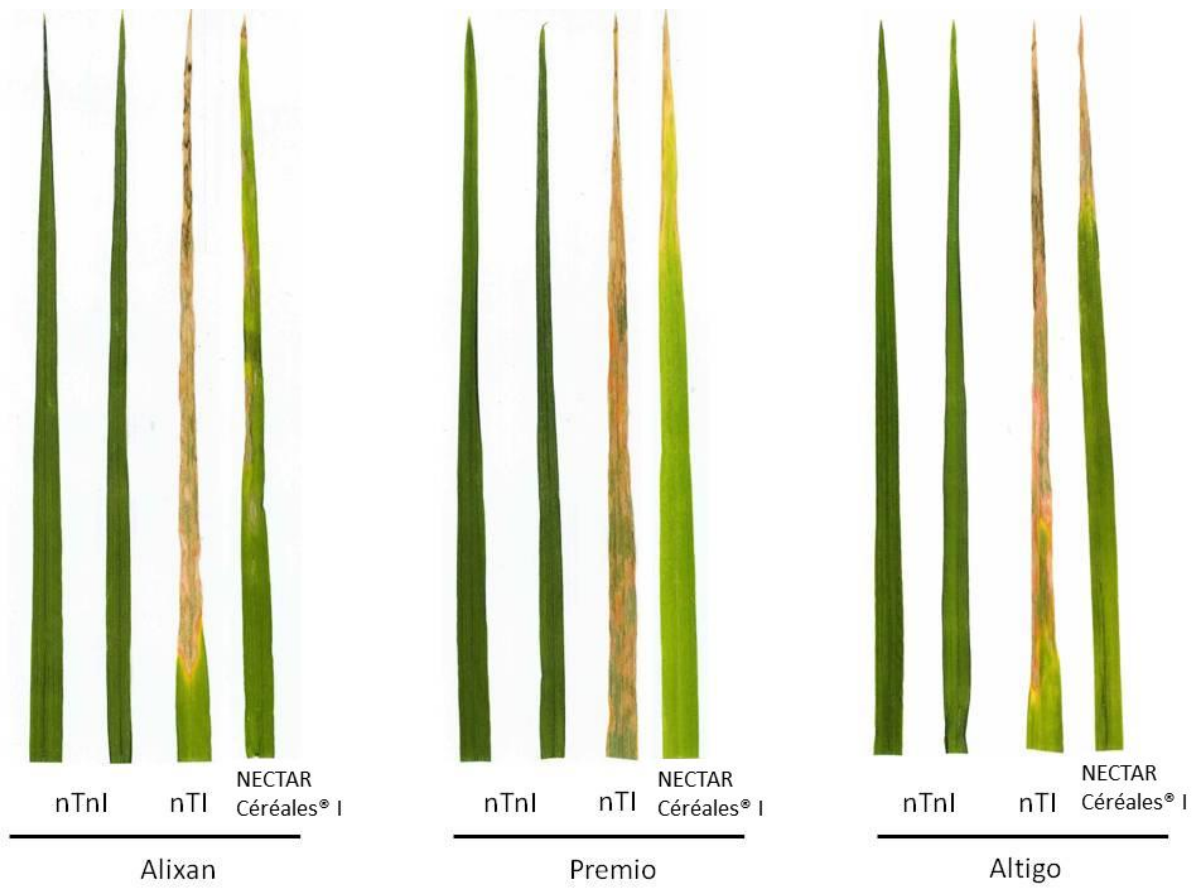 nTnI
nTI
NECTAR
Céréales® I
Alixan
nTnI
nTI
NECTAR
Céréales® I
Premio
nTnI
nTI
NECTAR
Céréales® I
Altigo